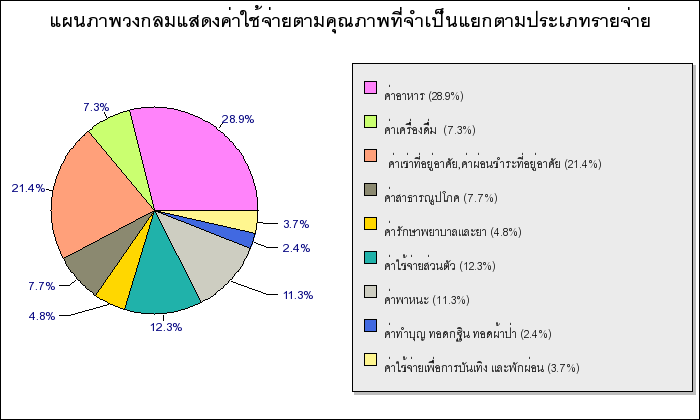 แผนภาพวงกลมแสดงค่าใช้จ่ายตามคุณภาพที่จำเป็นแยกตามประเภทรายจ่าย
28.9%
7.3%
21.4%
7.7%
4.8%
12.3%
11.3%
2.4%
3.7%
ค่าอาหาร (28.9%)
ค่าเครื่องดื่ม (7.3%)
ค่าเช่าที่อยู่อาศัย,ค่าผ่อนชำระที่อยู่อาศัย (21.4%)
ค่าสาธารณูปโภค (7.7%)
ค่ารักษาพยาบาลและยา (4.8%)
ค่าใช้จ่ายส่วนตัว (12.3%)
ค่าพาหนะ (11.3%)
ค่าทำบุญ ทอดกฐิน ทอดผ้าป่า (2.4%)
ค่าใช้จ่ายเพื่อการบันเทิง และพักผ่อน (3.7%)